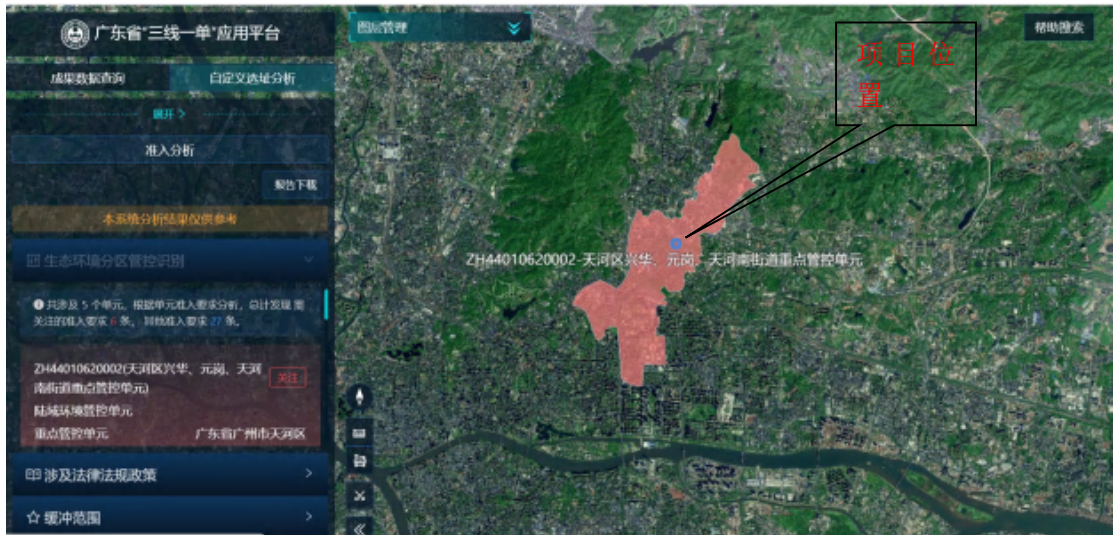 广东省“三线一单”应用平台
成果数据查询
自定义选址分析
展开 >
准入分析
报告下载
本系统分析结果仅供参考
生态环境分区管控识别
共涉及 5 个单元，根据单元准入要求分析，总计发现需
关注的准入要求 6 条，其他准入要求 27 条。
ZH44010620002(天河区兴华、元岗、天河
南街道重点管控单元)
关注
陆域环境管控单元
重点管控单元
广东省广州市天河区
涉及法律法规政策
缓冲范围
图层管理
帮助搜索
项目位
置
ZH44010620002-天河区兴华、元岗、天河南街道重点管控单元